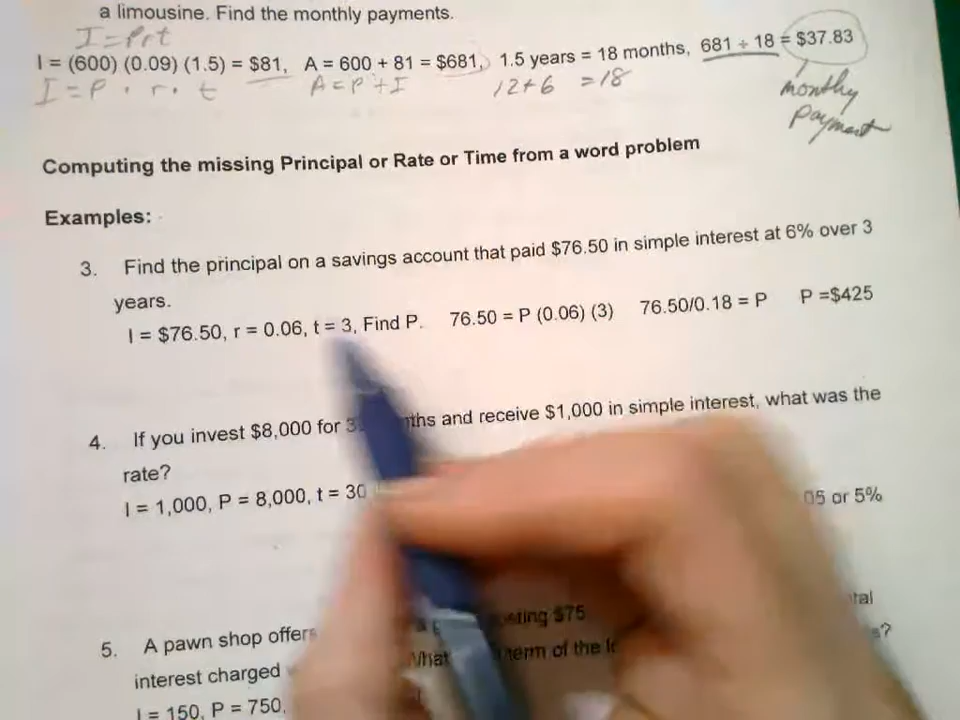 a limousine. Find the monthly payments.
I = Prt
I = (600) (0.09) (1.5) = $81, A = 600 + 81 = $681, 1.5 years = 18 months, 681 ÷ 18 = $37.83
I = P · r · t A = P + I 12+6 = 18 monthly
payment
Computing the missing Principal or Rate or Time from a word problem
Examples:
3. Find the principal on a savings account that paid $76.50 in simple interest at 6% over 3
years.
I = $76.50, r = 0.06, t = 3, Find P. 76.50 = P (0.06) (3) 76.50/0.18 = P P =$425
4. If you invest $8,000 for and receive $1,000 in simple interest, what was the
rate?
I = 1,000, P = 8,000, t = 30 05 or 5%
5. A pawn shop offers $75
interest charged term of the
I = 150, P = 750,